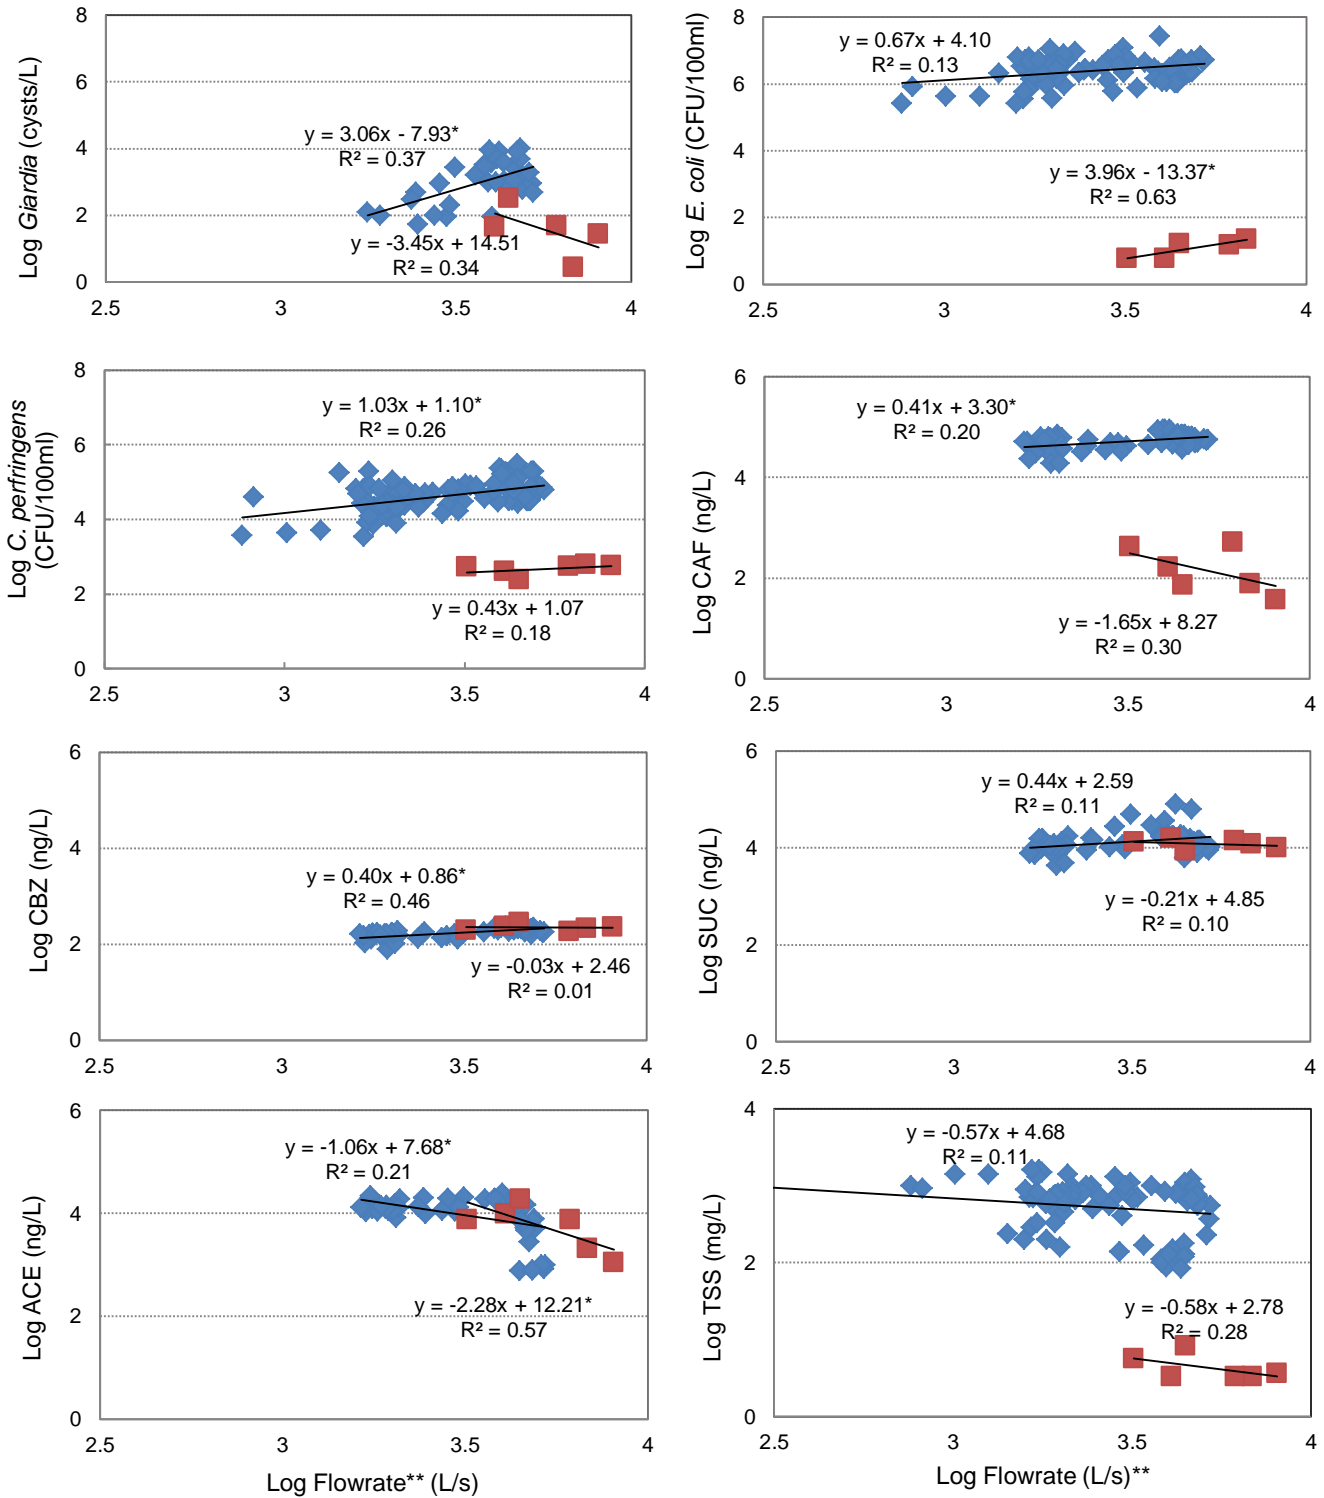 8
6
4
2
0
2.5
3
3.5
4
Log Giardia (cysts/L)
y = 3.06x - 7.93*
R² = 0.37
y = -3.45x + 14.51
R² = 0.34
8
6
4
2
0
2.5
3
3.5
4
Log E. coli (CFU/100ml)
y = 0.67x + 4.10
R² = 0.13
y = 3.96x - 13.37*
R² = 0.63
8
6
4
2
0
2.5
3
3.5
4
Log C. perfringens
(CFU/100ml)
y = 1.03x + 1.10*
R² = 0.26
y = 0.43x + 1.07
R² = 0.18
6
4
2
0
2.5
3
3.5
4
Log CAF (ng/L)
y = 0.41x + 3.30*
R² = 0.20
y = -1.65x + 8.27
R² = 0.30
6
4
2
0
2.5
3
3.5
4
Log CBZ (ng/L)
y = 0.40x + 0.86*
R² = 0.46
y = -0.03x + 2.46
R² = 0.01
6
4
2
0
2.5
3
3.5
4
Log SUC (ng/L)
y = 0.44x + 2.59
R² = 0.11
y = -0.21x + 4.85
R² = 0.10
6
4
2
0
2.5
3
3.5
4
Log ACE (ng/L)
y = -1.06x + 7.68*
R² = 0.21
y = -2.28x + 12.21*
R² = 0.57
Log Flowrate** (L/s)
4
2
0
2.5
3
3.5
4
Log TSS (mg/L)
y = -0.57x + 4.68
R² = 0.11
y = -0.58x + 2.78
R² = 0.28
Log Flowrate (L/s)**